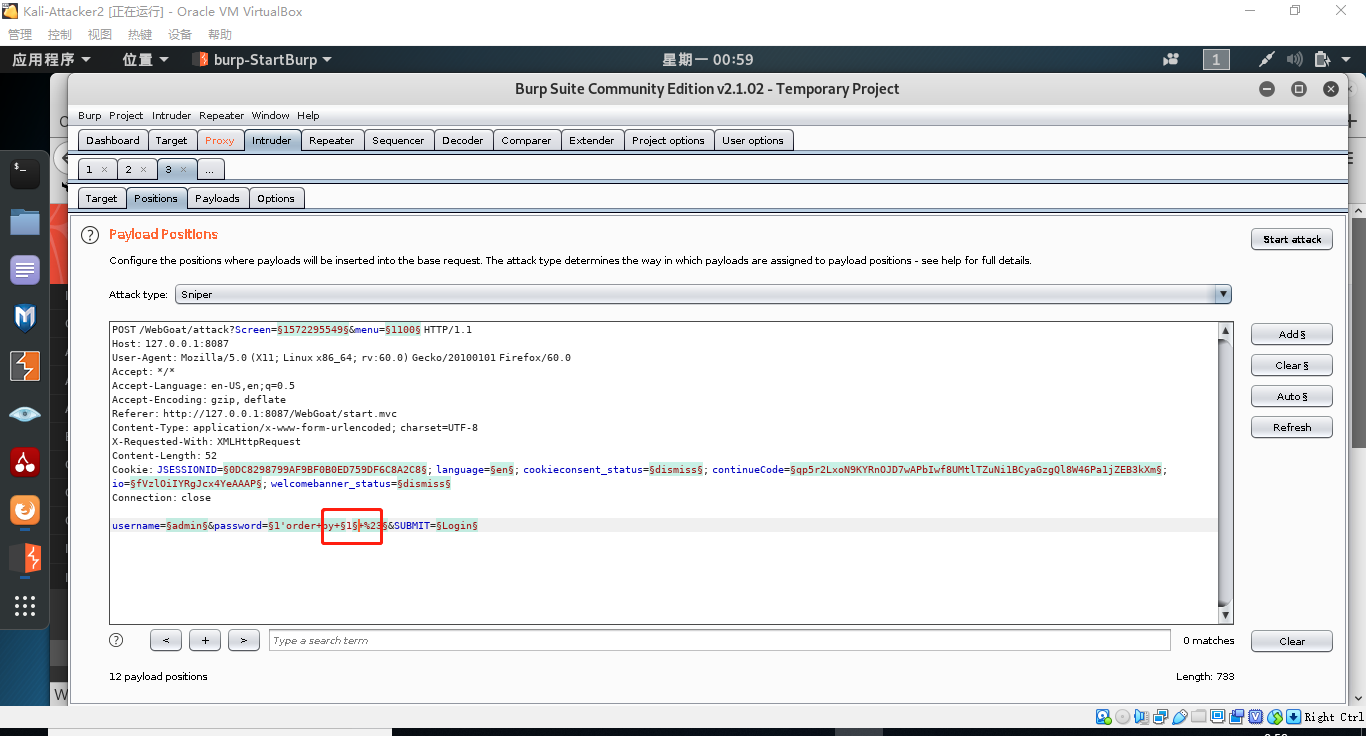 Kali-Attacker2 [正在运行] - Oracle VM VirtualBox
管理 控制 视图 热键 设备 帮助
应用程序 位置 burp-StartBurp 星期一 00:59 1
Burp Suite Community Edition v2.1.02 - Temporary Project
Burp Project Intruder Repeater Window Help
Dashboard Target Proxy Intruder Repeater Sequencer Decoder Comparer Extender Project options User options
1 × 2 × 3 × ...
Target Positions Payloads Options
? Payload Positions
Start attack
Configure the positions where payloads will be inserted into the base request. The attack type determines the way in which payloads are assigned to payload positions - see help for full details.
Attack type: Sniper
POST /WebGoat/attack?Screen=§1572295549§&menu=§1100§ HTTP/1.1
Host: 127.0.0.1:8087
User-Agent: Mozilla/5.0 (X11; Linux x86_64; rv:60.0) Gecko/20100101 Firefox/60.0
Accept: */*
Accept-Language: en-US,en;q=0.5
Accept-Encoding: gzip, deflate
Referer: http://127.0.0.1:8087/WebGoat/start.mvc
Content-Type: application/x-www-form-urlencoded; charset=UTF-8
X-Requested-With: XMLHttpRequest
Content-Length: 52
Cookie: JSESSIONID=§0DC8298799AF9BF0B0ED759DF6C8A2C8§; language=§en§; cookieconsent_status=§dismiss§; continueCode=§qp5r2LxoN9KYRnOJD7wAPbIwf8UMtlTZuNi1BCyaGzgQl8W46Pa1jZEB3kXm§;
io=§fVzlOiIYRgJcx4YeAAAP§; welcomebanner_status=§dismiss§
Connection: close
username=§admin§&password=§1'order+by+§1§+%23§&SUBMIT=§Login§
Add §
Clear §
Auto §
Refresh
? < + > Type a search term 0 matches Clear
12 payload positions Length: 733
W
Right Ctrl